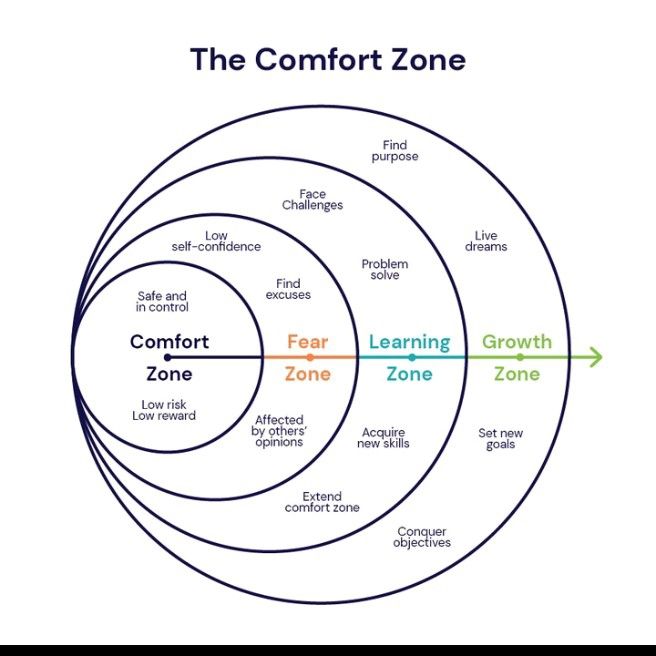 The Comfort Zone
Find
purpose
Face
Challenges
Live
dreams
Low
self-confidence
Problem
solve
Find
excuses
Safe and
in control
Comfort
Zone
Fear
Zone
Learning
Zone
Growth
Zone
Low risk
Low reward
Affected
by others'
opinions
Acquire
new skills
Set new
goals
Extend
comfort zone
Conquer
objectives